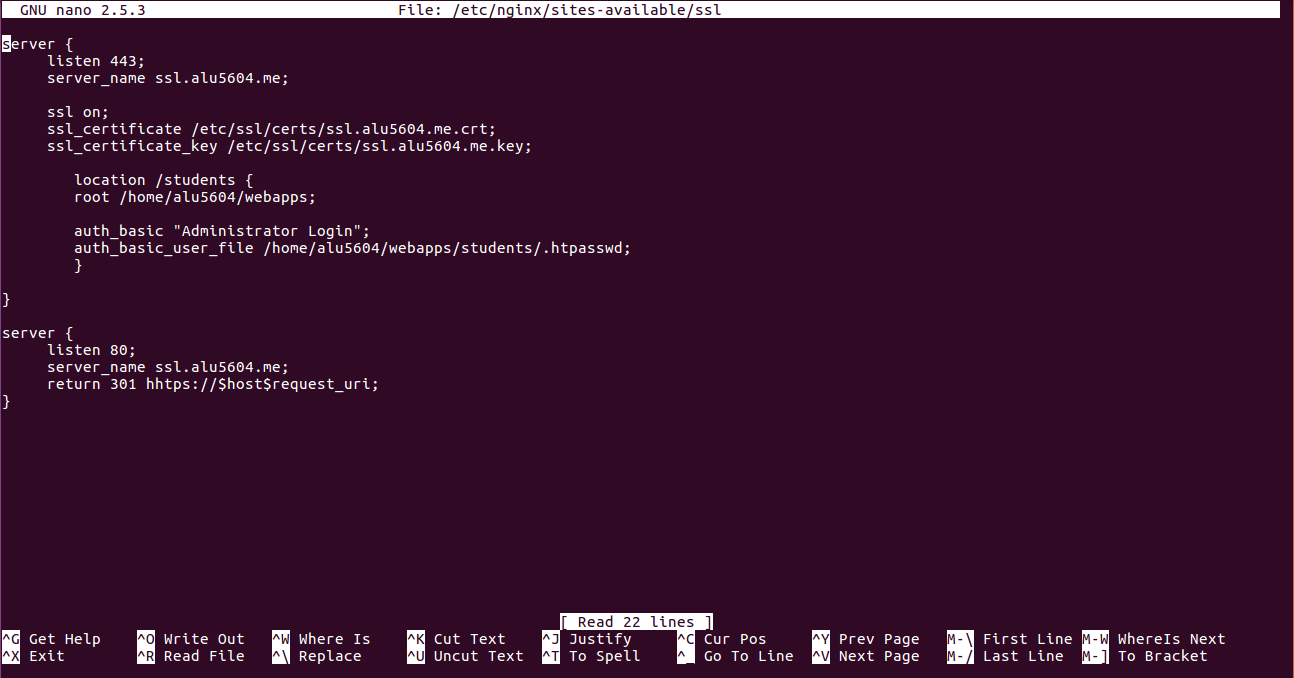 GNU nano 2.5.3 File: /etc/nginx/sites-available/ssl
server {
listen 443;
server_name ssl.alu5604.me;
ssl on;
ssl_certificate /etc/ssl/certs/ssl.alu5604.me.crt;
ssl_certificate_key /etc/ssl/certs/ssl.alu5604.me.key;
location /students {
root /home/alu5604/webapps;
auth_basic "Administrator Login";
auth_basic_user_file /home/alu5604/webapps/students/.htpasswd;
}
}
server {
listen 80;
server_name ssl.alu5604.me;
return 301 hhtps://$host$request_uri;
}
[ Read 22 lines ]
^G Get Help ^O Write Out ^W Where Is ^K Cut Text ^J Justify ^C Cur Pos ^Y Prev Page M-\ First Line M-W WhereIs Next
^X Exit ^R Read File ^\ Replace ^U Uncut Text ^T To Spell ^_ Go To Line ^V Next Page M-/ Last Line M-] To Bracket